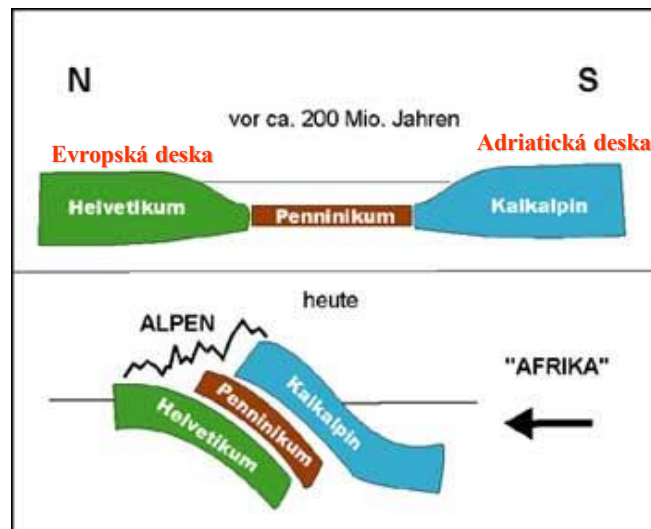 N
S
vor ca. 200 Mio. Jahren
Evropská deska
Adriatická deska
Helvetikum
Penninikum
Kalkalpin
heute
ALPEN
"AFRIKA"
Kalkalpin
Penninikum
Helvetikum